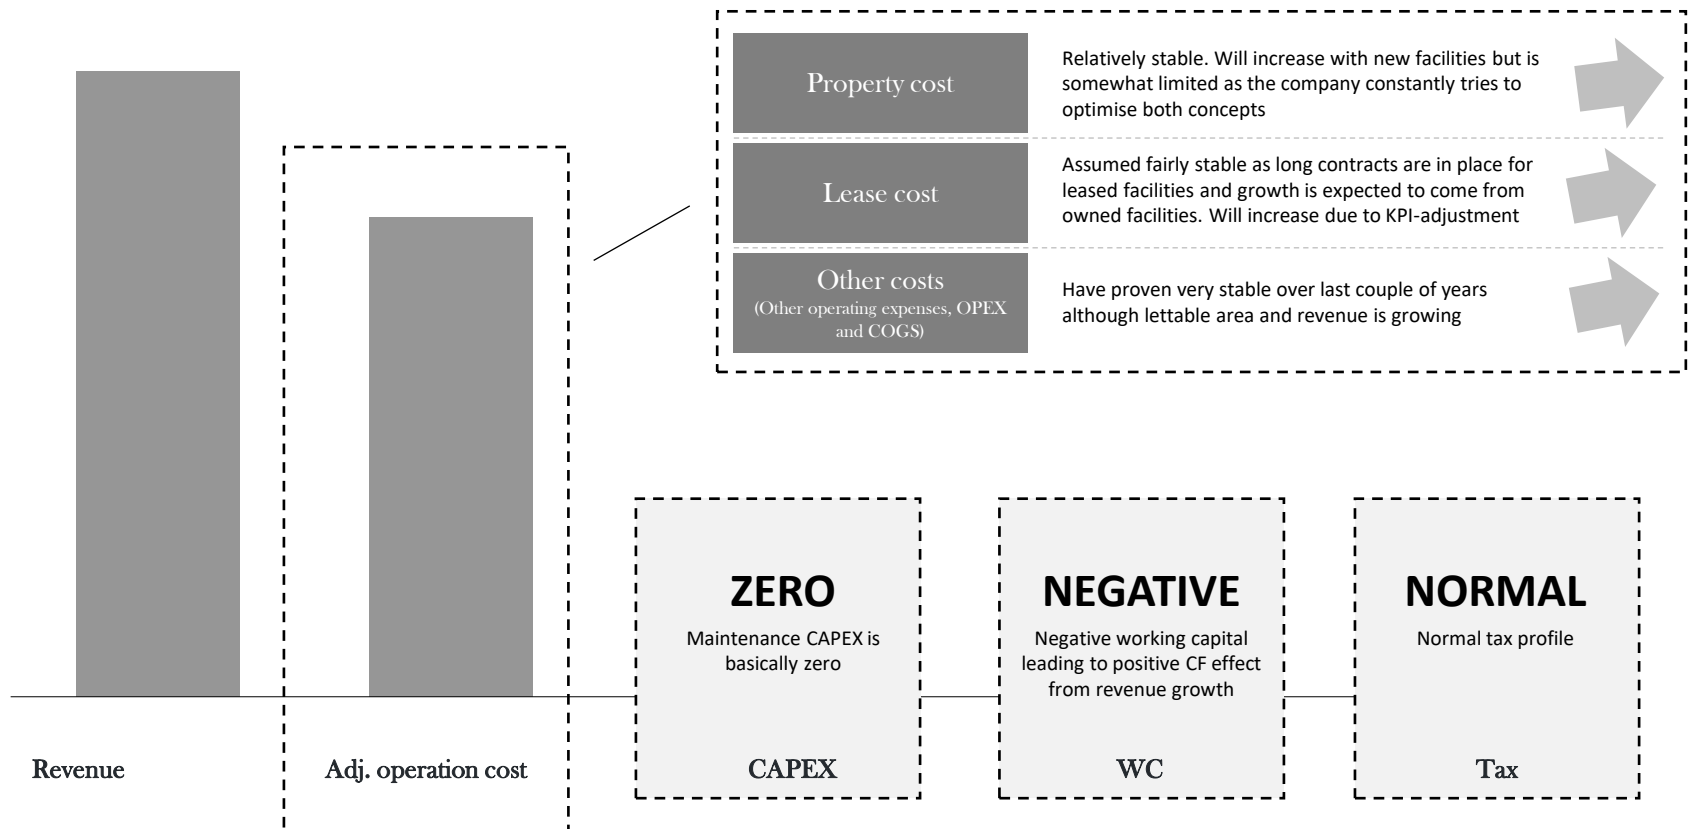 Property cost
Relatively stable. Will increase with new facilities but is
somewhat limited as the company constantly tries to
optimise both concepts
Lease cost
Assumed fairly stable as long contracts are in place for
leased facilities and growth is expected to come from
owned facilities. Will increase due to KPI-adjustment
Other costs
(Other operating expenses, OPEX
and COGS)
Have proven very stable over last couple of years
although lettable area and revenue is growing
ZERO
Maintenance CAPEX is
basically zero
NEGATIVE
Negative working capital
leading to positive CF effect
from revenue growth
NORMAL
Normal tax profile
Revenue
Adj. operation cost
CAPEX
WC
Tax